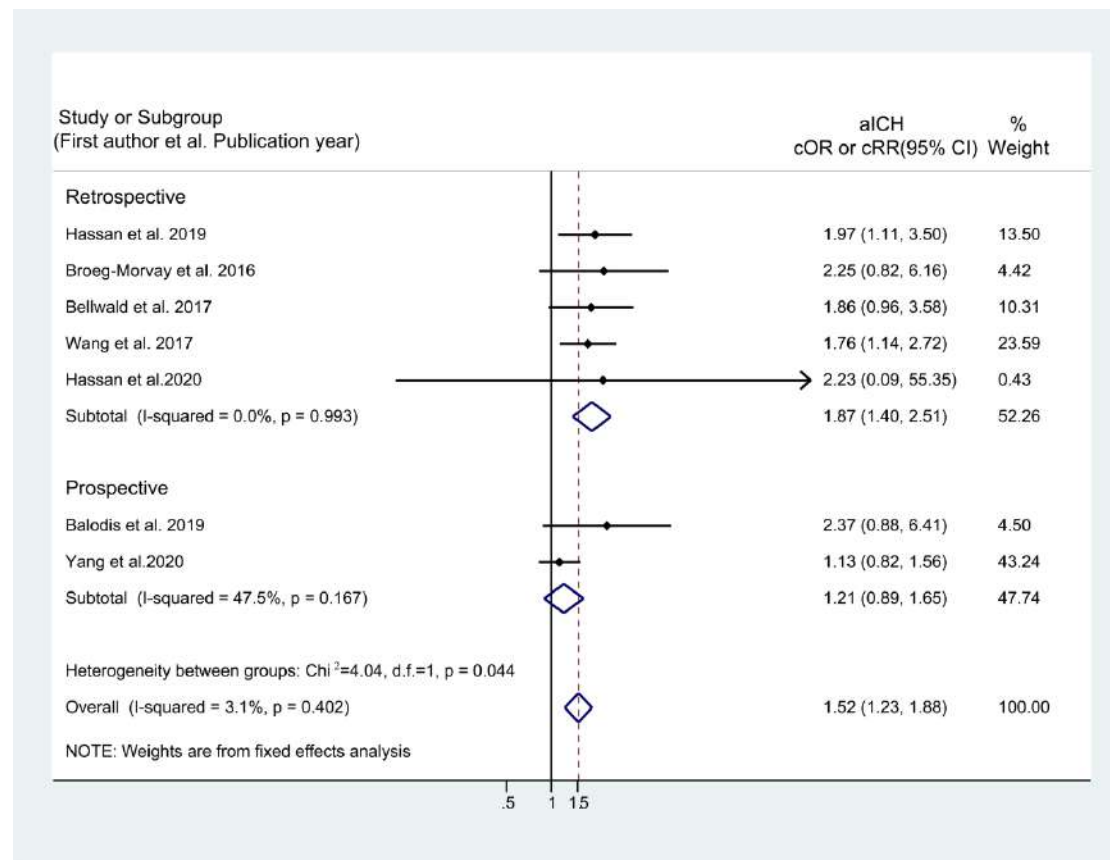 Study or Subgroup
(First author et al. Publication year)
aICH
cOR or cRR(95% CI)
%
Weight
Retrospective
Hassan et al. 2019 1.97 (1.11, 3.50) 13.50
Broeg-Morvay et al. 2016 2.25 (0.82, 6.16) 4.42
Bellwald et al. 2017 1.86 (0.96, 3.58) 10.31
Wang et al. 2017 1.76 (1.14, 2.72) 23.59
Hassan et al.2020 2.23 (0.09, 55.35) 0.43
Subtotal (I-squared = 0.0%, p = 0.993) 1.87 (1.40, 2.51) 52.26
Prospective
Balodis et al. 2019 2.37 (0.88, 6.41) 4.50
Yang et al.2020 1.13 (0.82, 1.56) 43.24
Subtotal (I-squared = 47.5%, p = 0.167) 1.21 (0.89, 1.65) 47.74
Heterogeneity between groups: Chi ²=4.04, d.f.=1, p = 0.044
Overall (I-squared = 3.1%, p = 0.402) 1.52 (1.23, 1.88) 100.00
NOTE: Weights are from fixed effects analysis
.5 1 1.5